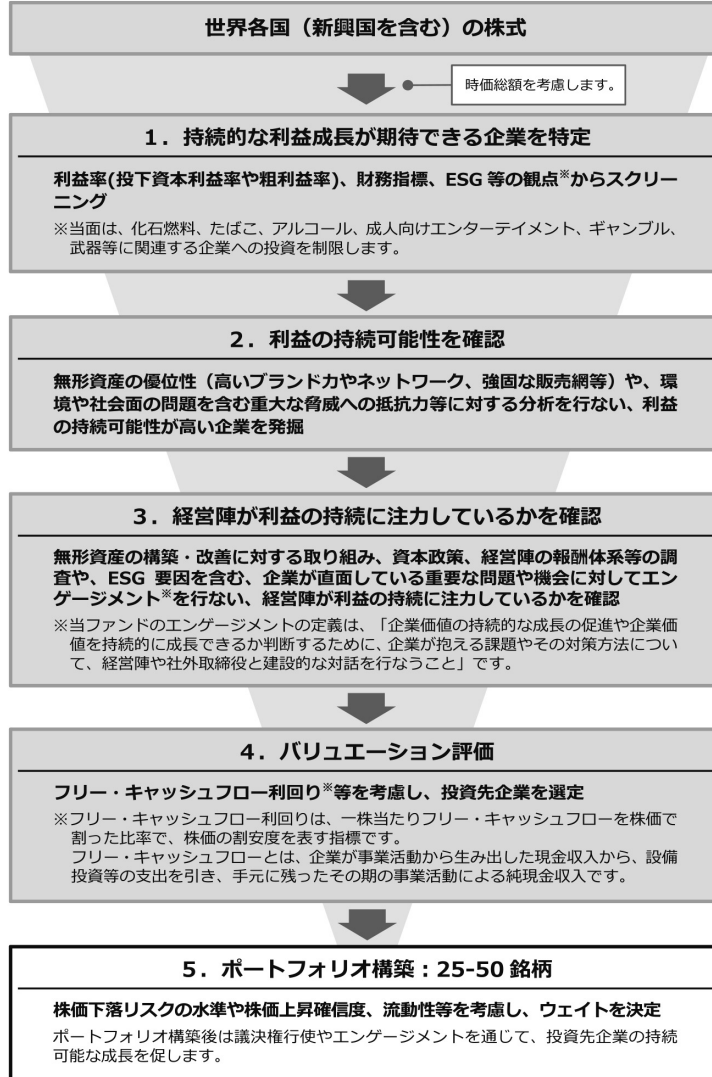 世界各国（新興国を含む）の株式
時価総額を考慮します。
１．持続的な利益成長が期待できる企業を特定
利益率(投下資本利益率や粗利益率)、財務指標、ESG 等の観点※からスクリー
ニング
※当面は、化石燃料、たばこ、アルコール、成人向けエンターテイメント、ギャンブル、
武器等に関連する企業への投資を制限します。
２．利益の持続可能性を確認
無形資産の優位性（高いブランド力やネットワーク、強固な販売網等）や、環
境や社会面の問題を含む重大な脅威への抵抗力等に対する分析を行ない、利益
の持続可能性が高い企業を発掘
３．経営陣が利益の持続に注力しているかを確認
無形資産の構築・改善に対する取り組み、資本政策、経営陣の報酬体系等の調
査や、ESG 要因を含む、企業が直面している重要な問題や機会に対してエン
ゲージメント※を行ない、経営陣が利益の持続に注力しているかを確認
※当ファンドのエンゲージメントの定義は、「企業価値の持続的な成長の促進や企業価
値を持続的に成長できるか判断するために、企業が抱える課題やその対策方法につい
て、経営陣や社外取締役と建設的な対話を行なうこと」です。
４．バリュエーション評価
フリー・キャッシュフロー利回り※等を考慮し、投資先企業を選定
※フリー・キャッシュフロー利回りは、一株当たりフリー・キャッシュフローを株価で
割った比率で、株価の割安度を表す指標です。
フリー・キャッシュフローとは、企業が事業活動から生み出した現金収入から、設備
投資等の支出を引き、手元に残ったその期の事業活動による純現金収入です。
５．ポートフォリオ構築：25-50 銘柄
株価下落リスクの水準や株価上昇確信度、流動性等を考慮し、ウェイトを決定
ポートフォリオ構築後は議決権行使やエンゲージメントを通じて、投資先企業の持続
可能な成長を促します。